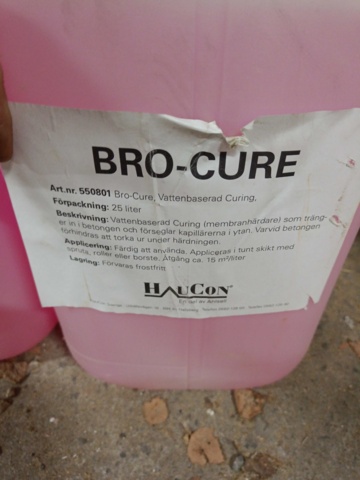 BRO-CURE
Art.nr. 550801 Bro-Cure, Vattenbaserad Curing,
Förpackning: 25 liter
Beskrivning: Vattenbaserad Curing (membranhärdare) som träng-
er in i betongen och förseglar kapillärerna i ytan. Varvid betongen
förhindras att torka ur under härdningen.
Applicering: Färdig att använda. Appliceras i tunt skikt med
spruta, roller eller borste. Åtgång ca. 15 m²/liter
Lagring: Förvaras frostfritt
HAUCON